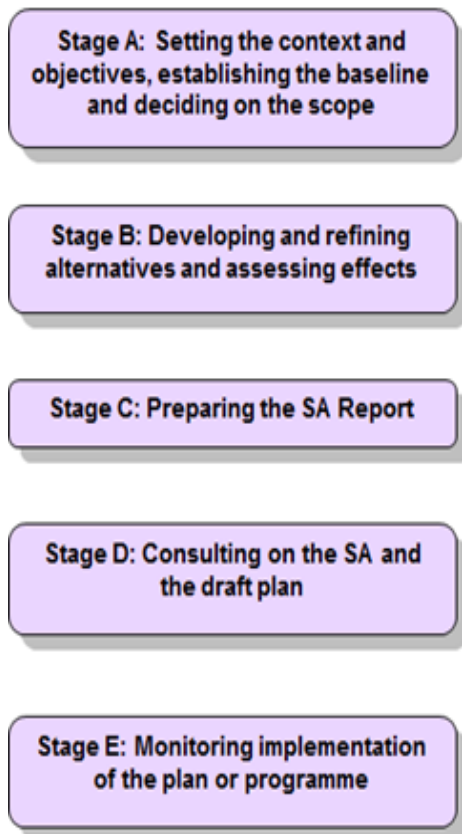 Stage A: Setting the context and
objectives, establishing the baseline
and deciding on the scope
Stage B: Developing and refining
alternatives and assessing effects
Stage C: Preparing the SA Report
Stage D: Consulting on the SA and
the draft plan
Stage E: Monitoring implementation
of the plan or programme